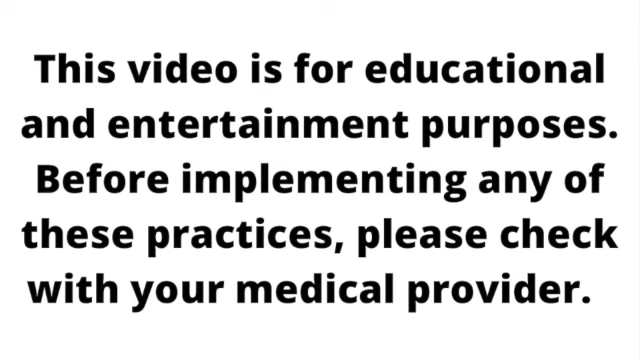 This video is for educational
and entertainment purposes.
Before implementing any of
these practices, please check
with your medical provider.